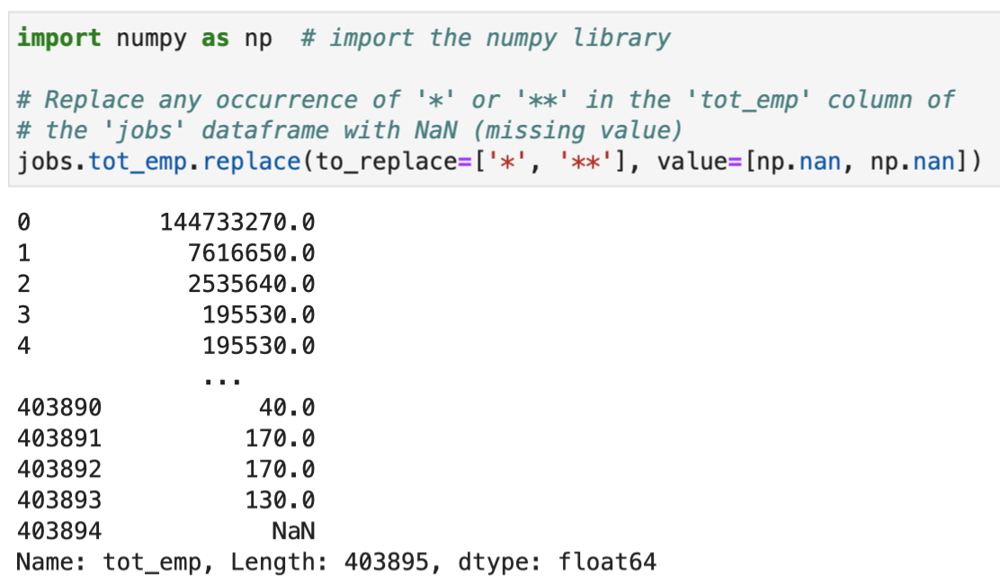 import numpy as np  # import the numpy library
# Replace any occurrence of '*' or '**' in the 'tot_emp' column of
# the 'jobs' dataframe with NaN (missing value)
jobs.tot_emp.replace(to_replace=['*', '**'], value=[np.nan, np.nan])
0         144733270.0
1           7616650.0
2           2535640.0
3            195530.0
4            195530.0
             ...
403890           40.0
403891          170.0
403892          170.0
403893          130.0
403894            NaN
Name: tot_emp, Length: 403895, dtype: float64